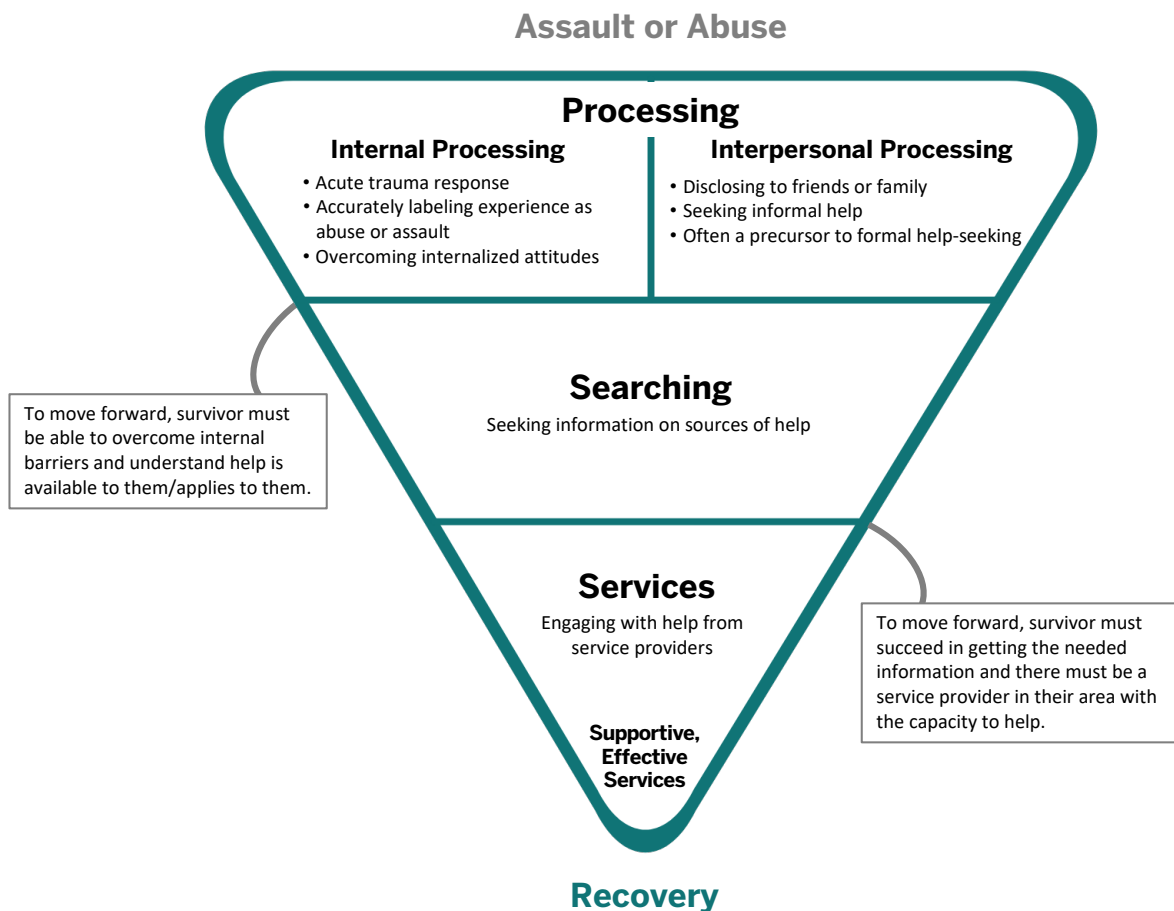 Assault or Abuse
Processing
Internal Processing
• Acute trauma response
• Accurately labeling experience as
abuse or assault
• Overcoming internalized attitudes
Interpersonal Processing
• Disclosing to friends or family
• Seeking informal help
• Often a precursor to formal help-seeking
To move forward, survivor must
be able to overcome internal
barriers and understand help is
available to them/applies to them.
Searching
Seeking information on sources of help
Services
Engaging with help from
service providers
To move forward, survivor must
succeed in getting the needed
information and there must be a
service provider in their area with
the capacity to help.
Supportive,
Effective
Services
Recovery